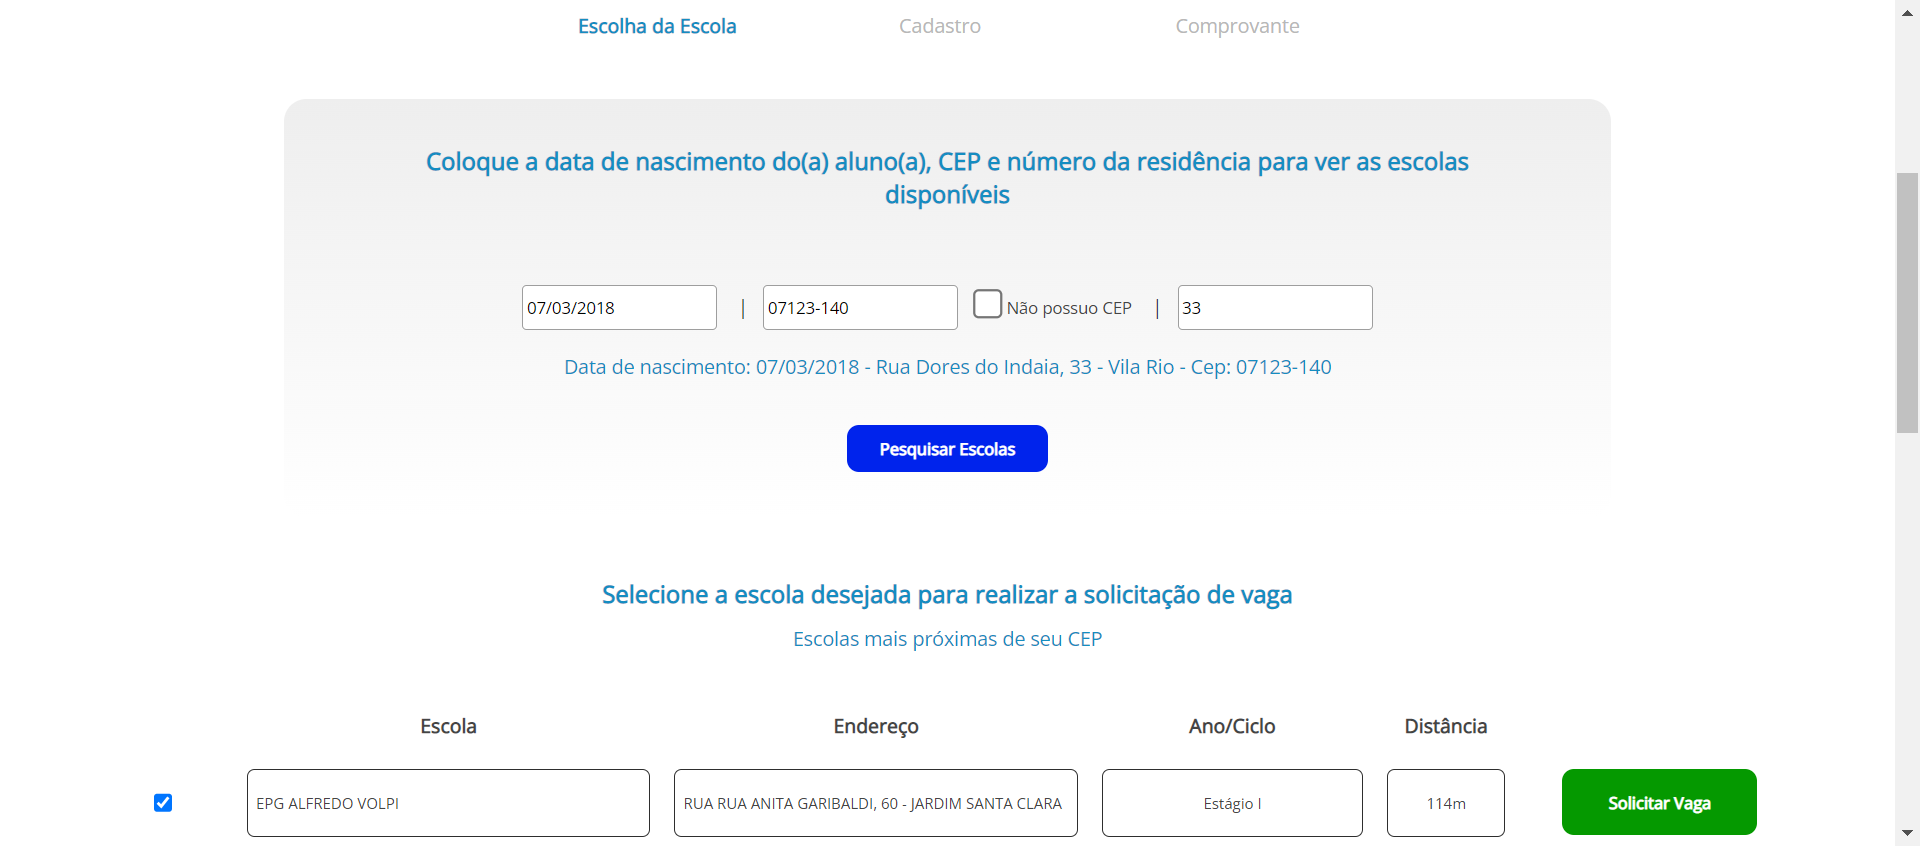 Escolha da Escola Cadastro Comprovante
Coloque a data de nascimento do(a) aluno(a), CEP e número da residência para ver as escolas
disponíveis
07/03/2018 | 07123-140 Não possuo CEP | 33
Data de nascimento: 07/03/2018 - Rua Dores do Indaia, 33 - Vila Rio - Cep: 07123-140
Pesquisar Escolas
Selecione a escola desejada para realizar a solicitação de vaga
Escolas mais próximas de seu CEP
Escola Endereço Ano/Ciclo Distância
EPG ALFREDO VOLPI RUA RUA ANITA GARIBALDI, 60 - JARDIM SANTA CLARA Estágio I 114m Solicitar Vaga